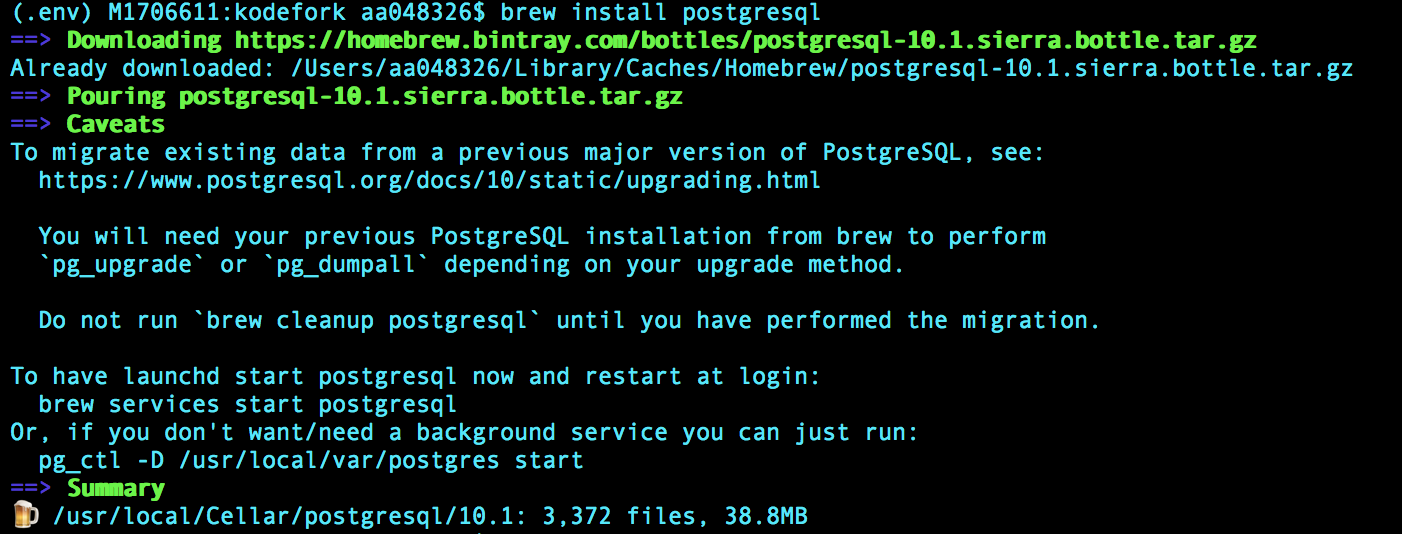 (.env) M1706611:kodefork aa048326$ brew install postgresql
==> Downloading https://homebrew.bintray.com/bottles/postgresql-10.1.sierra.bottle.tar.gz
Already downloaded: /Users/aa048326/Library/Caches/Homebrew/postgresql-10.1.sierra.bottle.tar.gz
==> Pouring postgresql-10.1.sierra.bottle.tar.gz
==> Caveats
To migrate existing data from a previous major version of PostgreSQL, see:
  https://www.postgresql.org/docs/10/static/upgrading.html
  You will need your previous PostgreSQL installation from brew to perform
  `pg_upgrade` or `pg_dumpall` depending on your upgrade method.
  Do not run `brew cleanup postgresql` until you have performed the migration.
To have launchd start postgresql now and restart at login:
  brew services start postgresql
Or, if you don't want/need a background service you can just run:
  pg_ctl -D /usr/local/var/postgres start
==> Summary
🍺 /usr/local/Cellar/postgresql/10.1: 3,372 files, 38.8MB